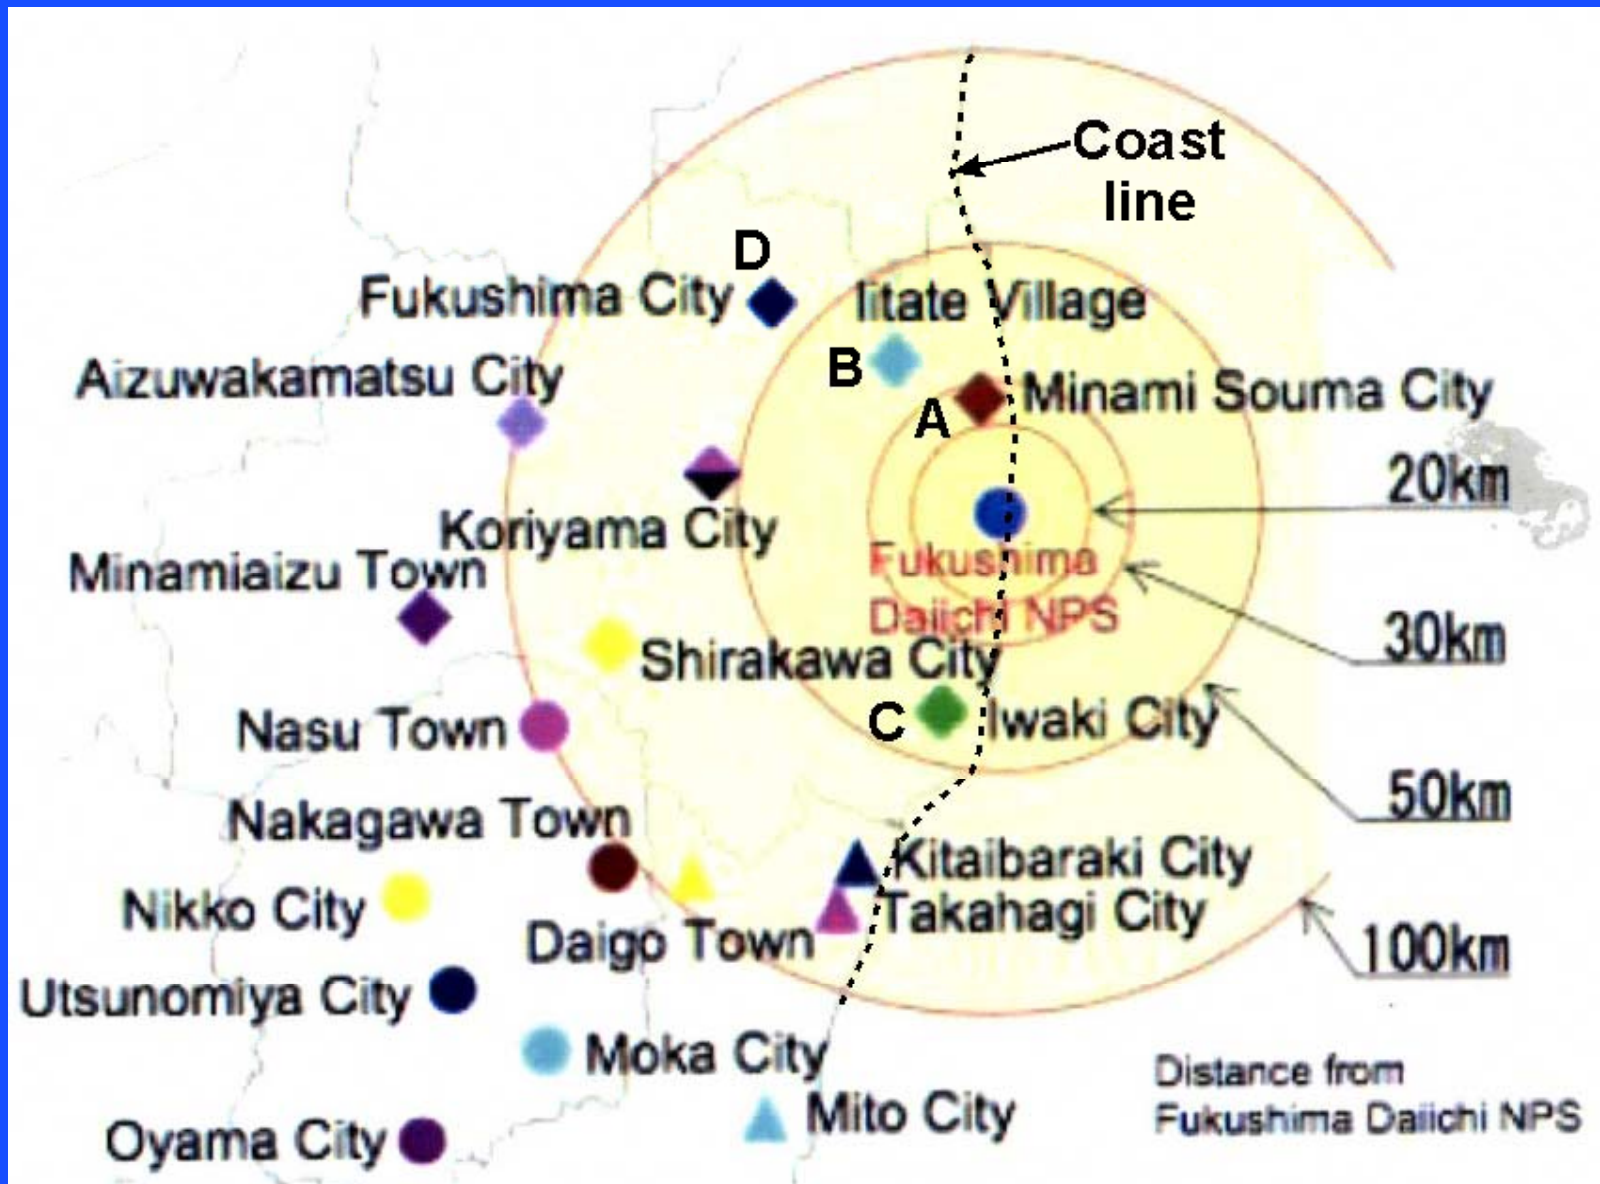 Coast
line
D
Fukushima City
Iitate Village
B
Aizuwakamatsu City
Minami Souma City
A
20km
Koriyama City
Fukushima
Daiichi NPS
Minamiaizu Town
30km
Shirakawa City
C
Iwaki City
Nasu Town
50km
Nakagawa Town
Kitaibaraki City
Nikko City
Takahagi City
Daigo Town
100km
Utsunomiya City
Moka City
Distance from
Fukushima Daiichi NPS
Mito City
Oyama City